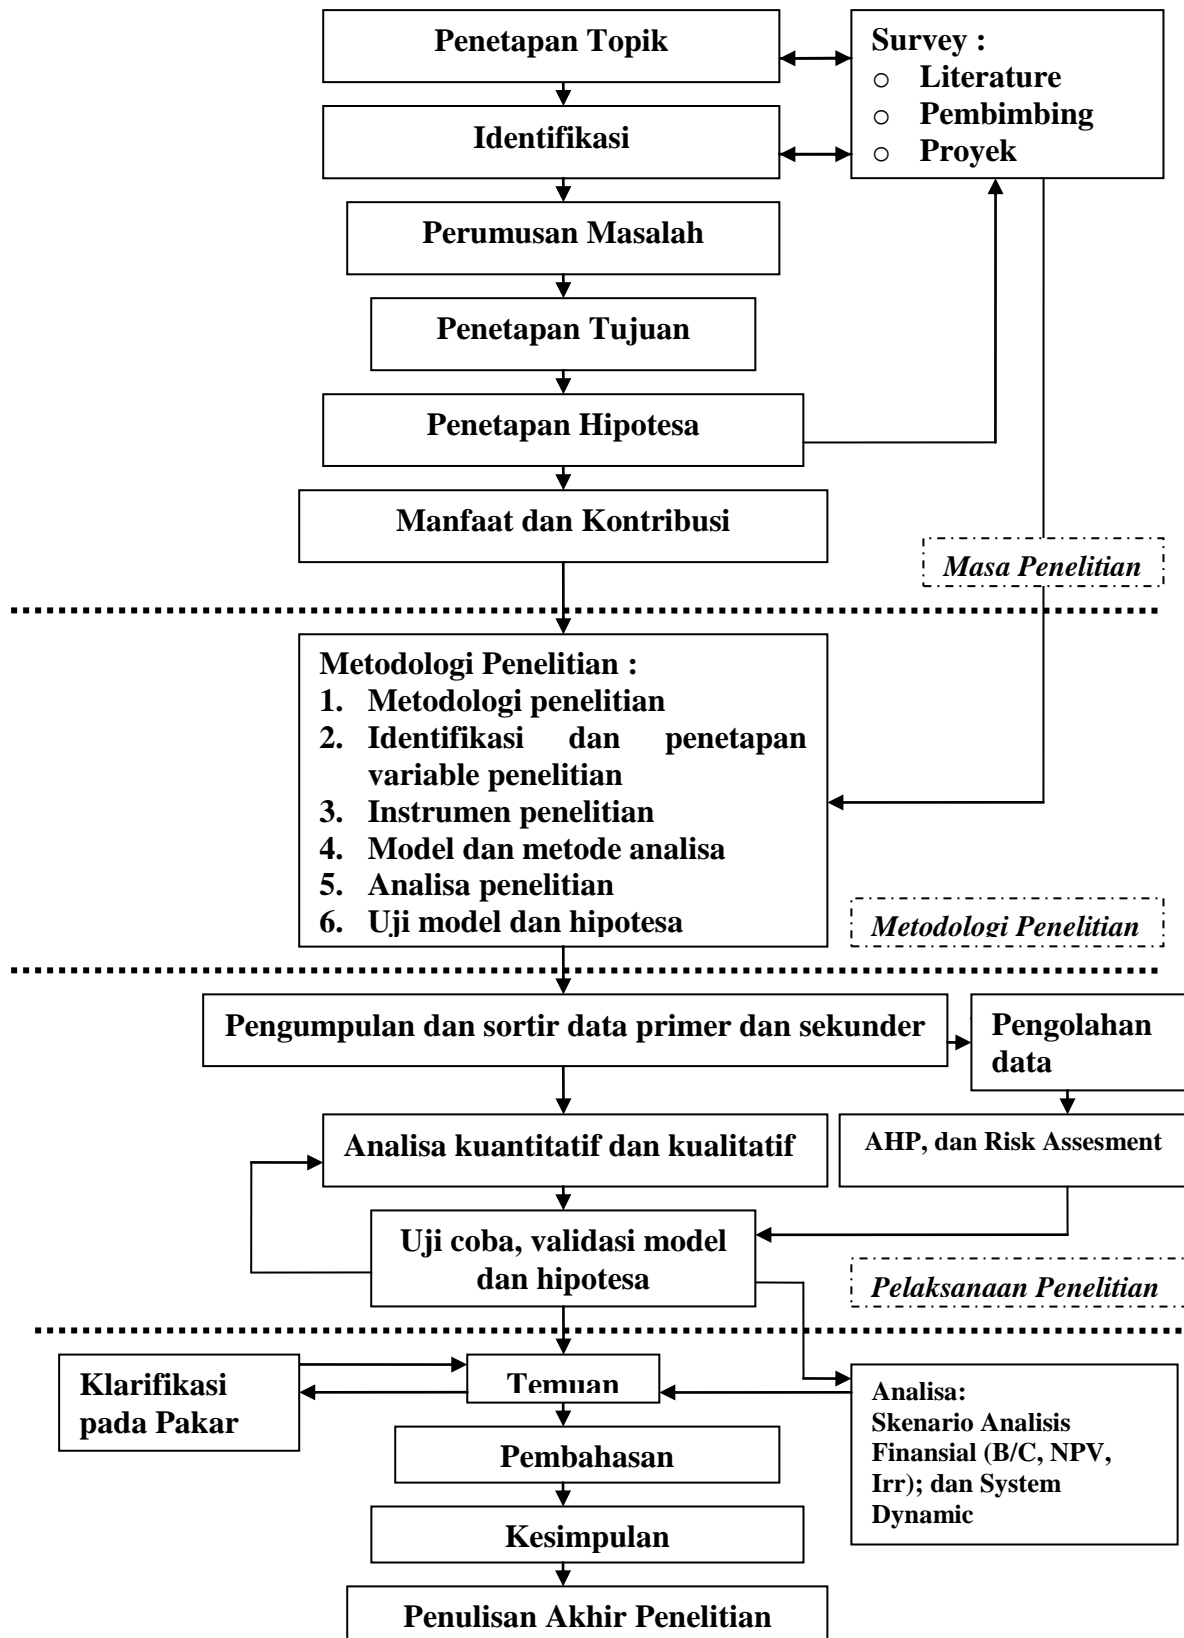 Penetapan Topik
Survey :
o Literature
o Pembimbing
o Proyek
Identifikasi
Perumusan Masalah
Penetapan Tujuan
Penetapan Hipotesa
Manfaat dan Kontribusi
Masa Penelitian
Metodologi Penelitian :
1. Metodologi penelitian
2. Identifikasi dan penetapan
variable penelitian
3. Instrumen penelitian
4. Model dan metode analisa
5. Analisa penelitian
6. Uji model dan hipotesa
Metodologi Penelitian
Pengumpulan dan sortir data primer dan sekunder
Pengolahan
data
Analisa kuantitatif dan kualitatif
AHP, dan Risk Assesment
Uji coba, validasi model
dan hipotesa
Pelaksanaan Penelitian
Klarifikasi
pada Pakar
Temuan
Analisa:
Skenario Analisis
Finansial (B/C, NPV,
Irr); dan System
Dynamic
Pembahasan
Kesimpulan
Penulisan Akhir Penelitian